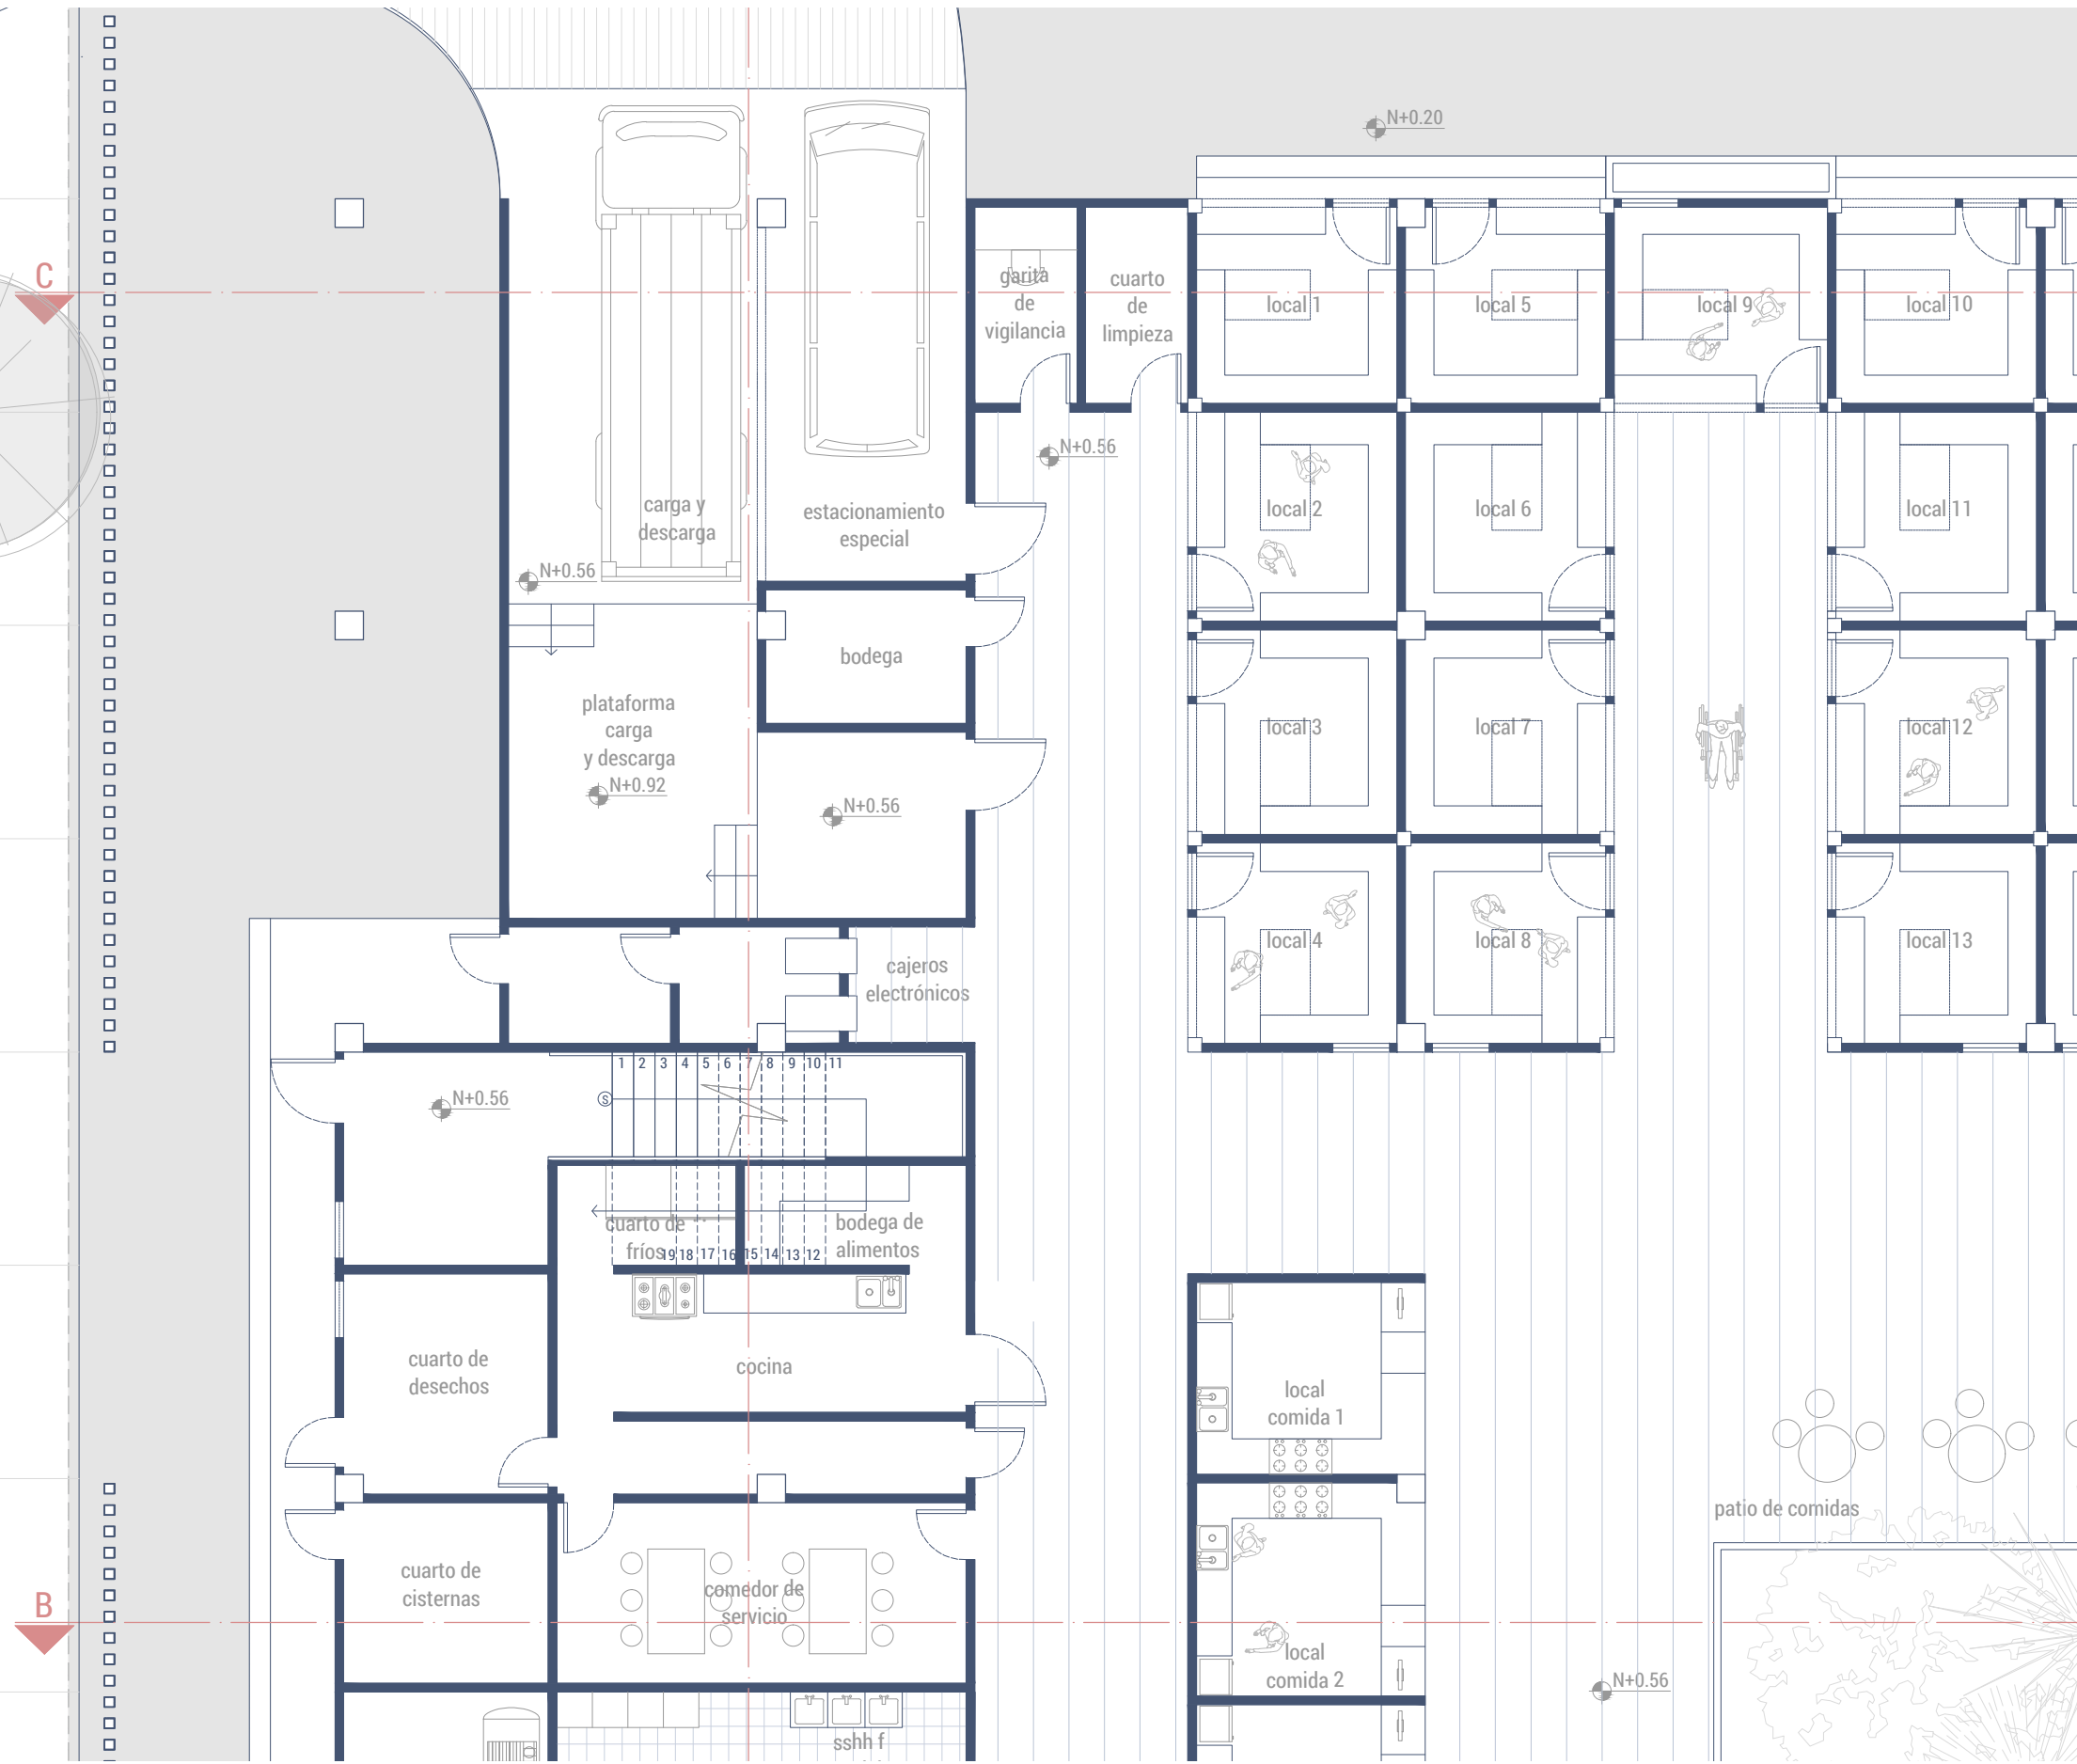 N+0.20
C
garita
de
vigilancia
cuarto
de
limpieza
local 1
local 5
local 9
local 10
N+0.56
carga y
descarga
estacionamiento
especial
N+0.56
local 2
local 6
local 11
bodega
plataforma
carga
y descarga
N+0.92
N+0.56
local 3
local 7
local 12
local 4
local 8
local 13
cajeros
electrónicos
1 2 3 4 5 6 7 8 9 10 11
S
N+0.56
cuarto de
fríos
bodega de
alimentos
19 18 17 16 15 14 13 12
cuarto de
desechos
cocina
local
comida 1
patio de comidas
cuarto de
cisternas
comedor de
servicio
B
local
comida 2
N+0.56
sshh f